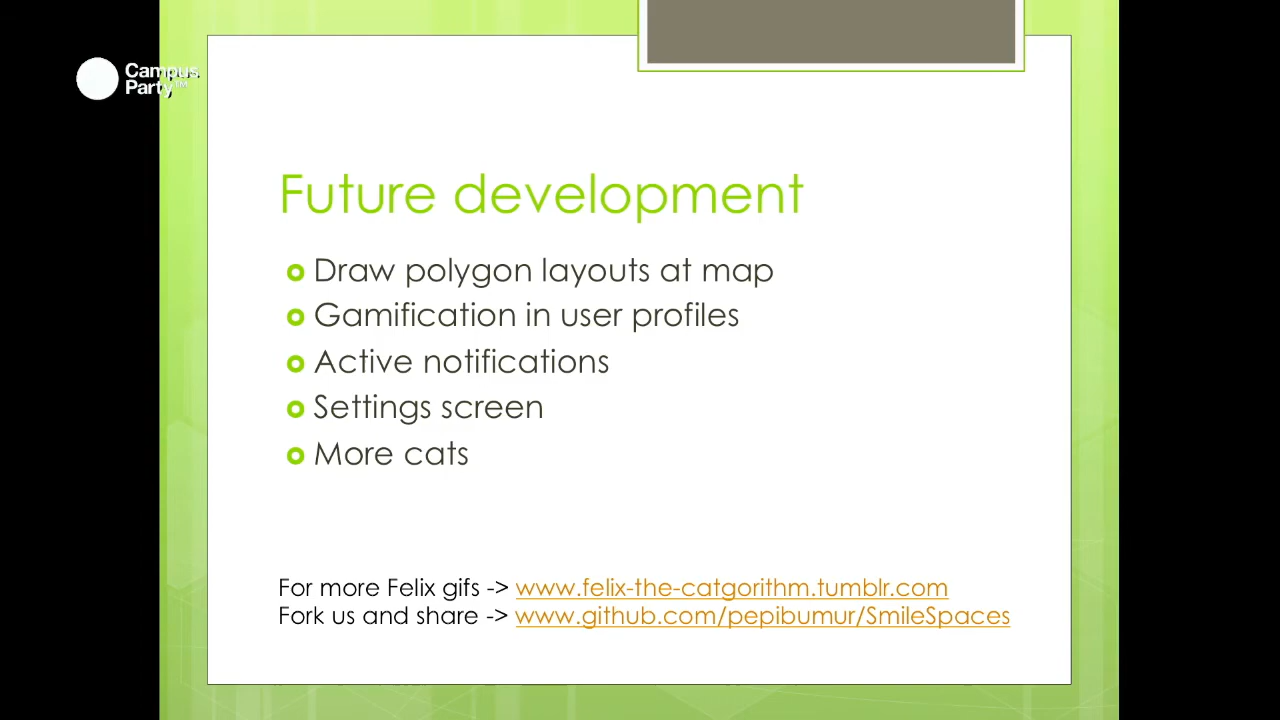 Campus
Party™
Future development
Draw polygon layouts at map
Gamification in user profiles
Active notifications
Settings screen
More cats
For more Felix gifs -> www.felix-the-catgorithm.tumblr.com
Fork us and share -> www.github.com/pepibumur/SmileSpaces